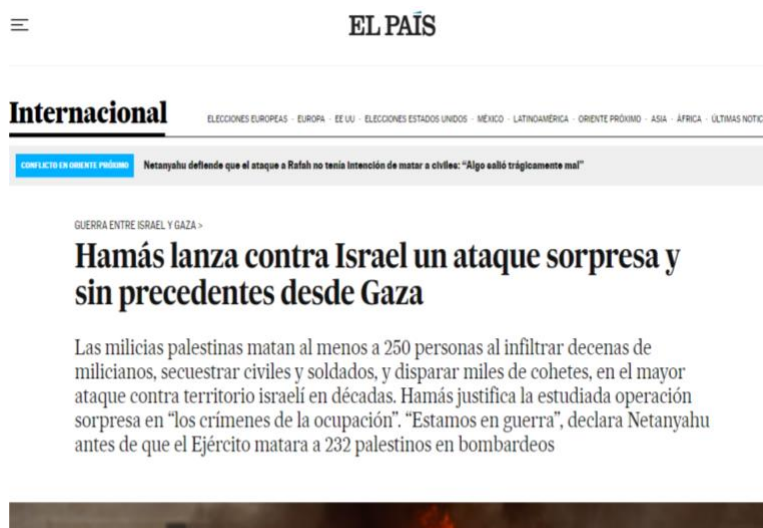 EL PAÍS
Internacional
ELECCIONES EUROPEAS · EUROPA · EE UU · ELECCIONES ESTADOS UNIDOS · MÉXICO · LATINOAMÉRICA · ORIENTE PRÓXIMO · ASIA · ÁFRICA · ÚLTIMAS NOTIC
CONFLICTO EN ORIENTE PRÓXIMO Netanyahu defiende que el ataque a Rafah no tenía intención de matar a civiles: “Algo salió trágicamente mal”
GUERRA ENTRE ISRAEL Y GAZA >
Hamás lanza contra Israel un ataque sorpresa y
sin precedentes desde Gaza
Las milicias palestinas matan al menos a 250 personas al infiltrar decenas de
milicianos, secuestrar civiles y soldados, y disparar miles de cohetes, en el mayor
ataque contra territorio israelí en décadas. Hamás justifica la estudiada operación
sorpresa en “los crímenes de la ocupación”. “Estamos en guerra”, declara Netanyahu
antes de que el Ejército matara a 232 palestinos en bombardeos